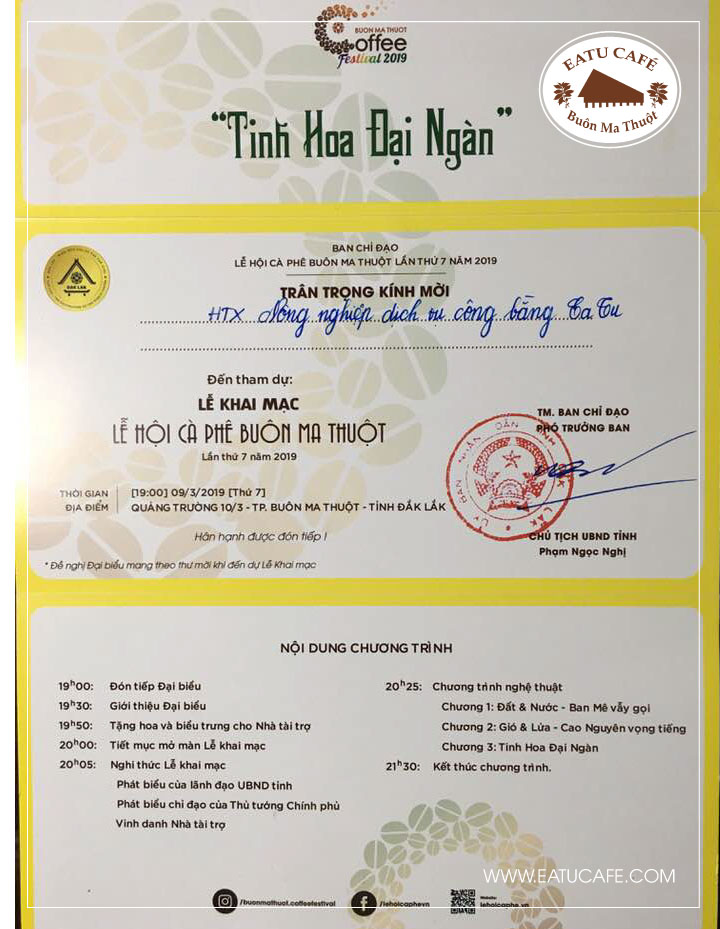 BUON MA THUOT
Coffee
Festival 2019
EATU CAFÉ
Buôn Ma Thuột
“Tinh Hoa Đại Ngàn”
BAN CHỈ ĐẠO
LỄ HỘI CÀ PHÊ BUÔN MA THUỘT LẦN THỨ 7 NĂM 2019
ĐẮK LẮK
TRÂN TRỌNG KÍNH MỜI
HTX Nông nghiệp dịch vụ công bằng Ea Tu
Đến tham dự:
LỄ KHAI MẠC
LỄ HỘI CÀ PHÊ BUÔN MA THUỘT
Lần thứ 7 năm 2019
TM. BAN CHỈ ĐẠO
PHÓ TRƯỞNG BAN
ỦY BAN NHÂN DÂN TỈNH ĐẮK LẮK
THỜI GIAN [19:00] 09/3/2019 [Thứ 7]
ĐỊA ĐIỂM QUẢNG TRƯỜNG 10/3 - TP. BUÔN MA THUỘT - TỈNH ĐẮK LẮK
Hân hạnh được đón tiếp !
CHỦ TỊCH UBND TỈNH
Phạm Ngọc Nghị
* Đề nghị Đại biểu mang theo thư mời khi đến dự Lễ Khai mạc
NỘI DUNG CHƯƠNG TRÌNH
19h00: Đón tiếp Đại biểu
19h30: Giới thiệu Đại biểu
19h50: Tặng hoa và biểu trưng cho Nhà tài trợ
20h00: Tiết mục mở màn Lễ khai mạc
20h05: Nghi thức Lễ khai mạc
Phát biểu của lãnh đạo UBND tỉnh
Phát biểu chỉ đạo của Thủ tướng Chính phủ
Vinh danh Nhà tài trợ
20h25: Chương trình nghệ thuật
Chương 1: Đất & Nước - Ban Mê vẫy gọi
Chương 2: Gió & Lửa - Cao Nguyên vọng tiếng
Chương 3: Tinh Hoa Đại Ngàn
21h30: Kết thúc chương trình.
WWW.EATUCAFE.COM
/buonmathuot.coffeefestival
/lehoicaphevn
Website:
lehoicaphe.vn